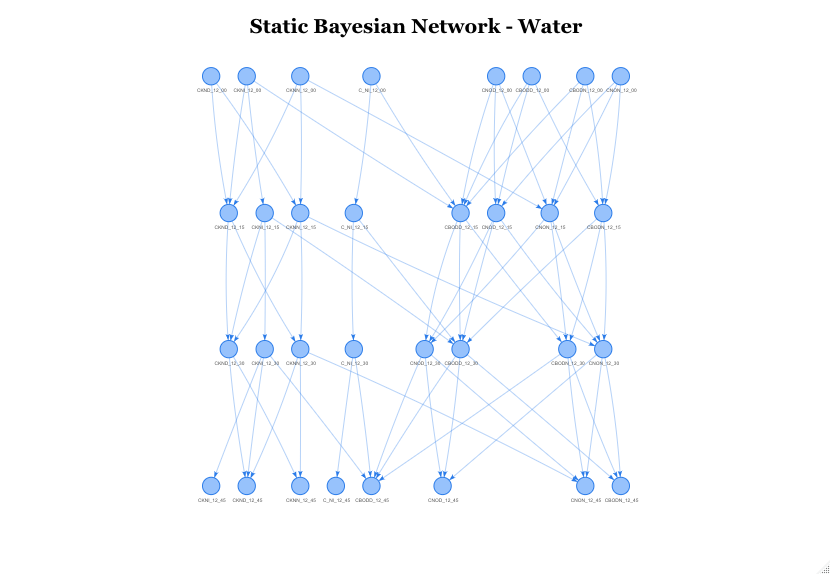 Static Bayesian Network - Water
CKND_12_00 CKNI_12_00 CKNN_12_00 C_NI_12_00 CNOD_12_00 CBODD_12_00 CBODN_12_00 CNON_12_00
CKND_12_15 CKNI_12_15 CKNN_12_15 C_NI_12_15 CBODD_12_15 CNOD_12_15 CNON_12_15 CBODN_12_15
CKND_12_30 CKNI_12_30 CKNN_12_30 C_NI_12_30 CNOD_12_30 CBODD_12_30 CBODN_12_30 CNON_12_30
CKNI_12_45 CKND_12_45 CKNN_12_45 C_NI_12_45 CBODD_12_45 CNOD_12_45 CNON_12_45 CBODN_12_45